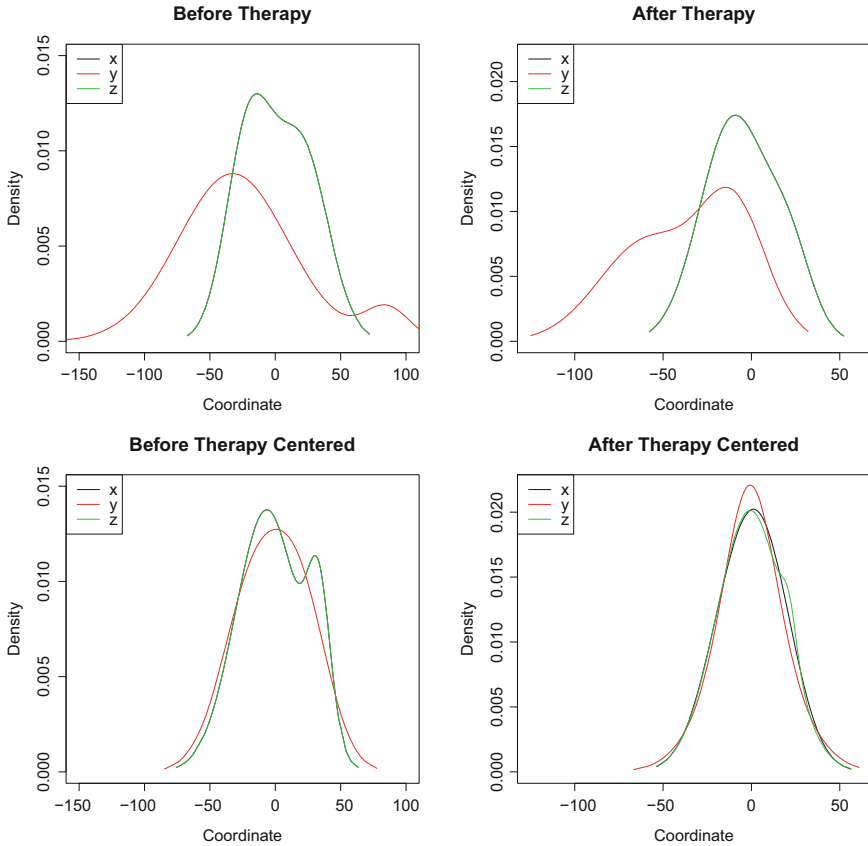 Before Therapy
x
y
z
0.015
0.010
0.005
0.000
Density
−150 −100 −50 0 50 100
Coordinate
After Therapy
x
y
z
0.020
0.015
0.010
0.005
0.000
Density
−100 −50 0 50
Coordinate
Before Therapy Centered
x
y
z
0.015
0.010
0.005
0.000
Density
−150 −100 −50 0 50 100
Coordinate
After Therapy Centered
x
y
z
0.020
0.015
0.010
0.005
0.000
Density
−100 −50 0 50
Coordinate